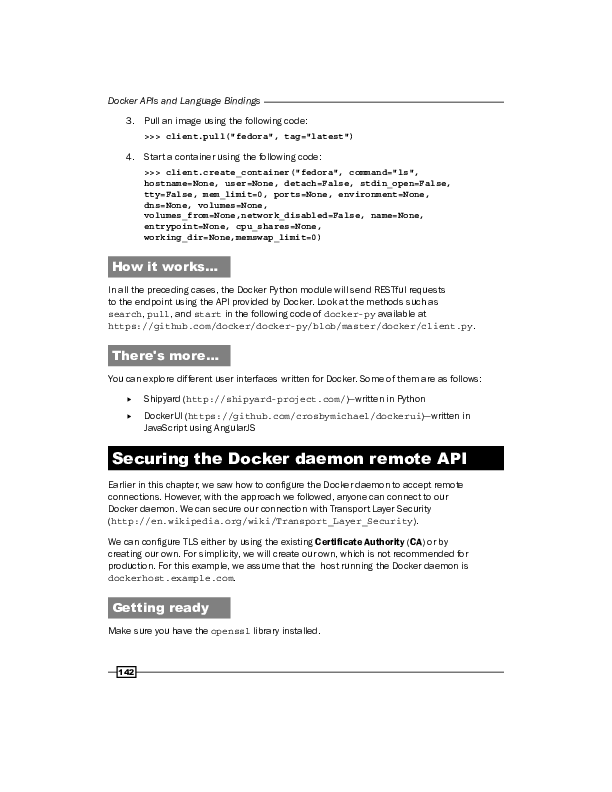 Docker APIs and Language Bindings
3. Pull an image using the following code:
>>> client.pull("fedora", tag="latest")
4. Start a container using the following code:
>>> client.create_container("fedora", command="ls",
hostname=None, user=None, detach=False, stdin_open=False,
tty=False, mem_limit=0, ports=None, environment=None,
dns=None, volumes=None,
volumes_from=None,network_disabled=False, name=None,
entrypoint=None, cpu_shares=None,
working_dir=None,memswap_limit=0)
How it works...
In all the preceding cases, the Docker Python module will send RESTful requests
to the endpoint using the API provided by Docker. Look at the methods such as
search, pull, and start in the following code of docker-py available at
https://github.com/docker/docker-py/blob/master/docker/client.py.
There's more...
You can explore different user interfaces written for Docker. Some of them are as follows:
▸ Shipyard (http://shipyard-project.com/)—written in Python
▸ DockerUI (https://github.com/crosbymichael/dockerui)—written in
JavaScript using AngularJS
Securing the Docker daemon remote API
Earlier in this chapter, we saw how to configure the Docker daemon to accept remote
connections. However, with the approach we followed, anyone can connect to our
Docker daemon. We can secure our connection with Transport Layer Security
(http://en.wikipedia.org/wiki/Transport_Layer_Security).
We can configure TLS either by using the existing Certificate Authority (CA) or by
creating our own. For simplicity, we will create our own, which is not recommended for
production. For this example, we assume that the host running the Docker daemon is
dockerhost.example.com.
Getting ready
Make sure you have the openssl library installed.
142